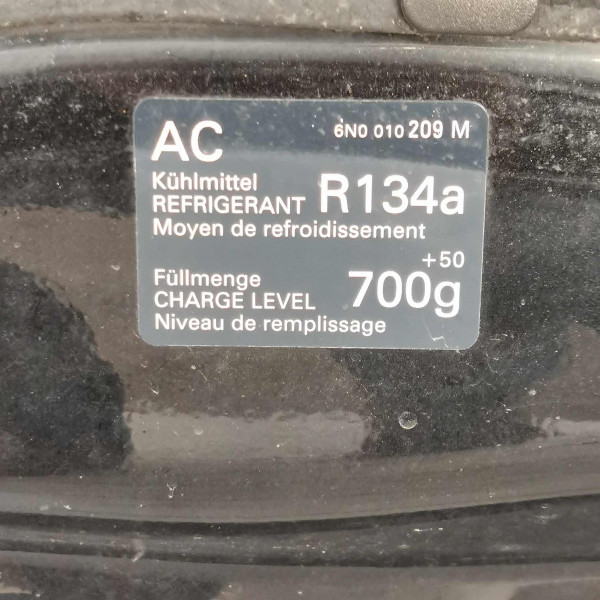 AC 6N0 010 209 M
Kühlmittel
REFRIGERANT R134a
Moyen de refroidissement
+50
Füllmenge
CHARGE LEVEL 700g
Niveau de remplissage